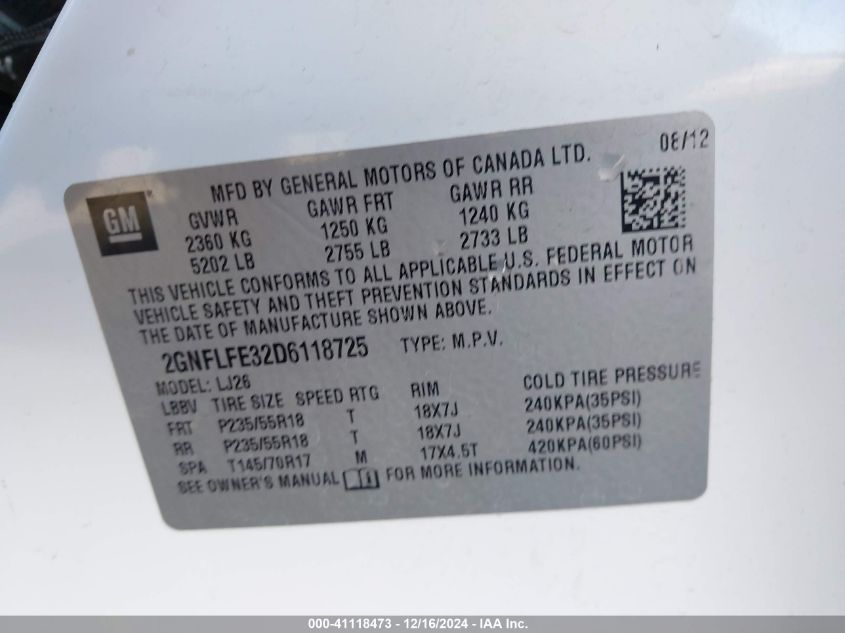 08/12
MFD BY GENERAL MOTORS OF CANADA LTD.
GM
GVWR GAWR FRT GAWR RR
2360 KG 1250 KG 1240 KG
5202 LB 2755 LB 2733 LB
THIS VEHICLE CONFORMS TO ALL APPLICABLE U.S. FEDERAL MOTOR
VEHICLE SAFETY AND THEFT PREVENTION STANDARDS IN EFFECT ON
THE DATE OF MANUFACTURE SHOWN ABOVE.
2GNFLFE32D6118725 TYPE: M.P.V.
MODEL: LJ26
LBBV TIRE SIZE SPEED RTG RIM COLD TIRE PRESSURE
FRT P235/55R18 T 18X7J 240KPA(35PSI)
RR P235/55R18 T 18X7J 240KPA(35PSI)
SPA T145/70R17 M 17X4.5T 420KPA(60PSI)
SEE OWNER'S MANUAL FOR MORE INFORMATION.
000-41118473 - 12/16/2024 - IAA Inc.